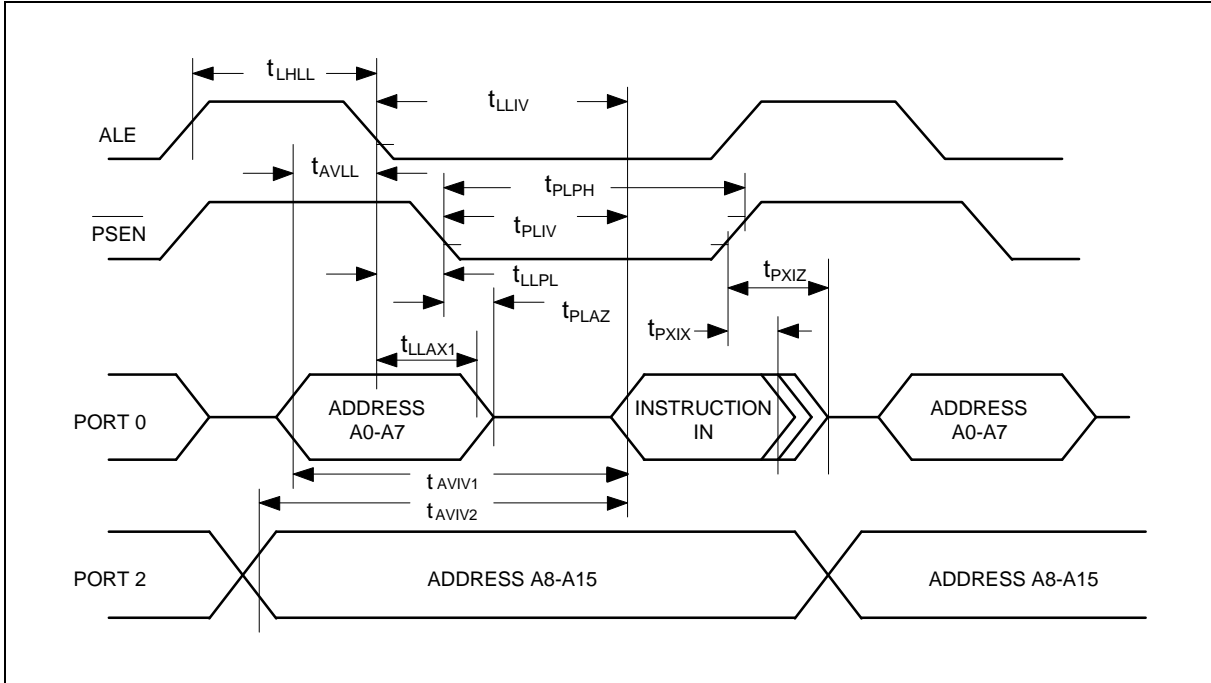 tLHLL
tLLIV
ALE
tAVLL
tPLPH
PSEN
tPLIV
tLLPL
tPXIZ
tPLAZ
tPXIX
tLLAX1
PORT 0
ADDRESS
A0-A7
INSTRUCTION
IN
ADDRESS
A0-A7
tAVIV1
tAVIV2
PORT 2
ADDRESS A8-A15
ADDRESS A8-A15